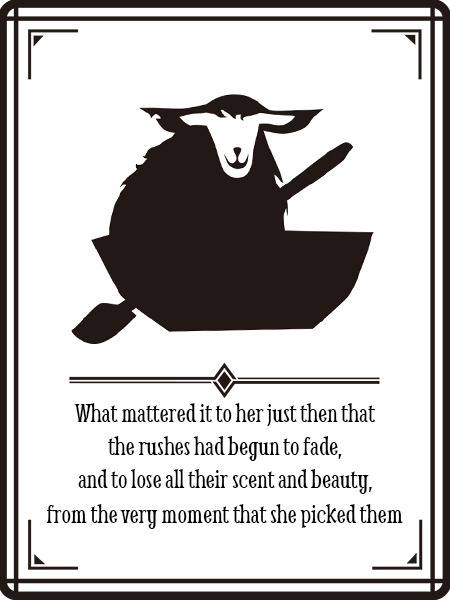 What mattered it to her just then that
the rushes had begun to fade,
and to lose all their scent and beauty,
from the very moment that she picked them